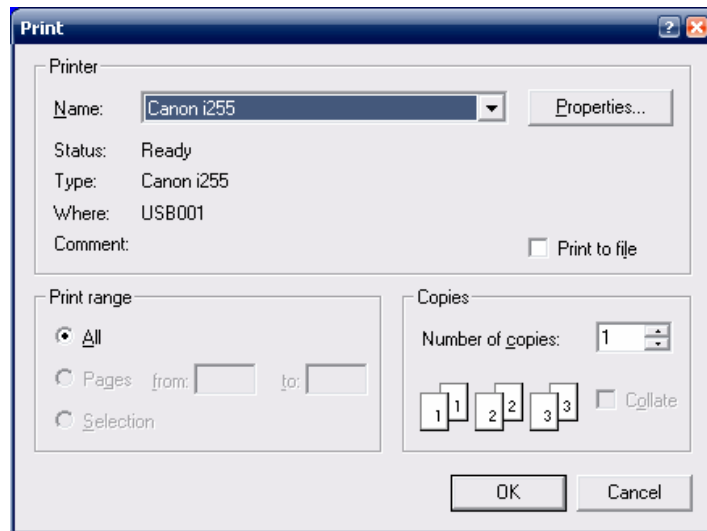 Print
Printer
Name: Canon i255 Properties...
Status: Ready
Type: Canon i255
Where: USB001
Comment: Print to file
Print range
All
Pages from: to:
Selection
Copies
Number of copies: 1
1 1 2 2 3 3 Collate
OK Cancel